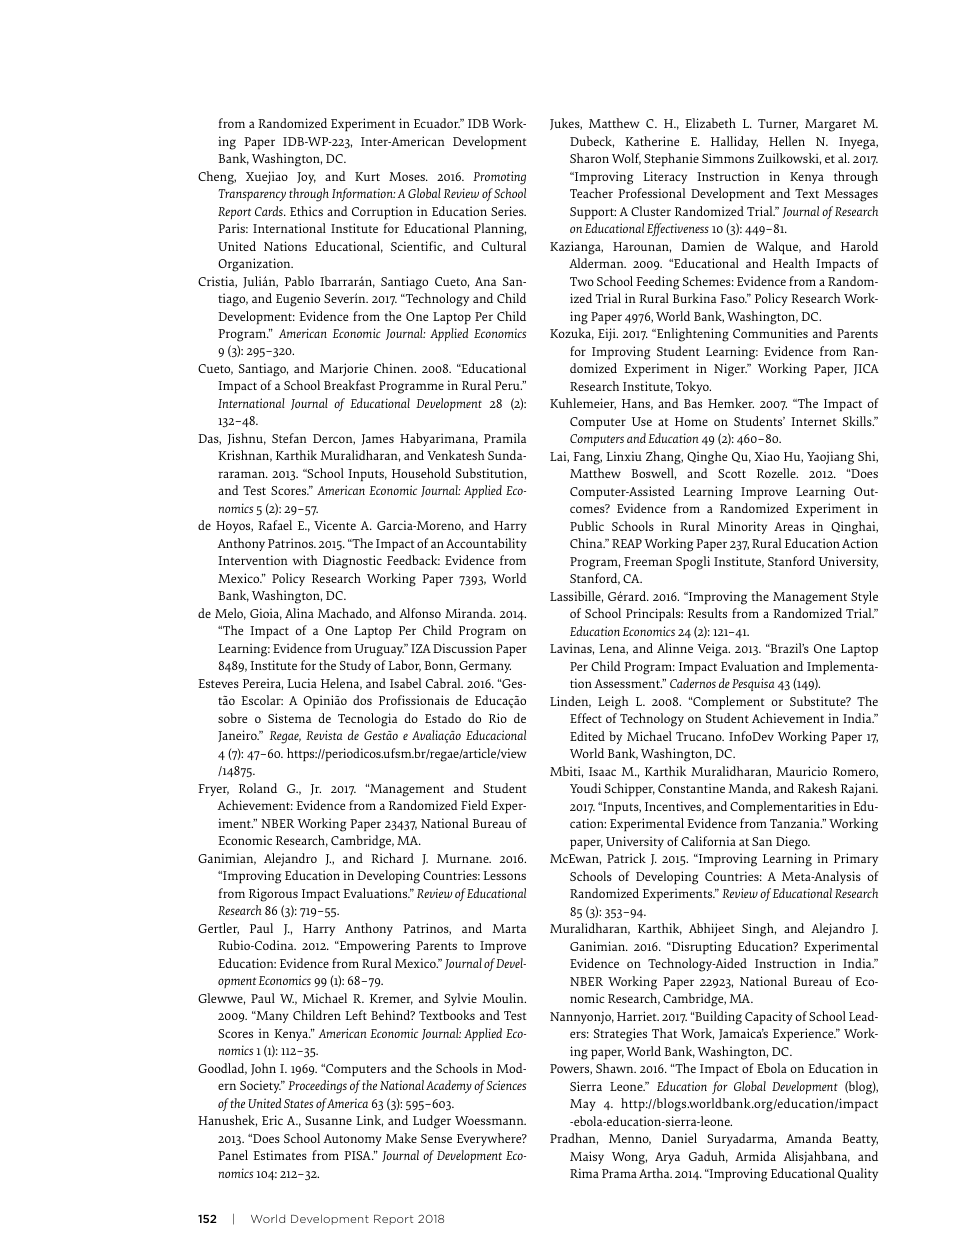 from a Randomized Experiment in Ecuador.” IDB Work-
ing Paper IDB-WP-223, Inter-American Development
Bank, Washington, DC.
Cheng, Xuejiao Joy, and Kurt Moses. 2016. Promoting
Transparency through Information: A Global Review of School
Report Cards. Ethics and Corruption in Education Series.
Paris: International Institute for Educational Planning,
United Nations Educational, Scientific, and Cultural
Organization.
Cristia, Julián, Pablo Ibarrarán, Santiago Cueto, Ana San-
tiago, and Eugenio Severín. 2017. “Technology and Child
Development: Evidence from the One Laptop Per Child
Program.” American Economic Journal: Applied Economics
9 (3): 295–320.
Cueto, Santiago, and Marjorie Chinen. 2008. “Educational
Impact of a School Breakfast Programme in Rural Peru.”
International Journal of Educational Development 28 (2):
132–48.
Das, Jishnu, Stefan Dercon, James Habyarimana, Pramila
Krishnan, Karthik Muralidharan, and Venkatesh Sunda-
raraman. 2013. “School Inputs, Household Substitution,
and Test Scores.” American Economic Journal: Applied Eco-
nomics 5 (2): 29–57.
de Hoyos, Rafael E., Vicente A. Garcia-Moreno, and Harry
Anthony Patrinos. 2015. “The Impact of an Accountability
Intervention with Diagnostic Feedback: Evidence from
Mexico.” Policy Research Working Paper 7393, World
Bank, Washington, DC.
de Melo, Gioia, Alina Machado, and Alfonso Miranda. 2014.
“The Impact of a One Laptop Per Child Program on
Learning: Evidence from Uruguay.” IZA Discussion Paper
8489, Institute for the Study of Labor, Bonn, Germany.
Esteves Pereira, Lucia Helena, and Isabel Cabral. 2016. “Ges-
tão Escolar: A Opinião dos Profissionais de Educação
sobre o Sistema de Tecnologia do Estado do Rio de
Janeiro.” Regae, Revista de Gestão e Avaliação Educacional
4 (7): 47–60. https://periodicos.ufsm.br/regae/article/view
/14875.
Fryer, Roland G., Jr. 2017. “Management and Student
Achievement: Evidence from a Randomized Field Exper-
iment.” NBER Working Paper 23437, National Bureau of
Economic Research, Cambridge, MA.
Ganimian, Alejandro J., and Richard J. Murnane. 2016.
“Improving Education in Developing Countries: Lessons
from Rigorous Impact Evaluations.” Review of Educational
Research 86 (3): 719–55.
Gertler, Paul J., Harry Anthony Patrinos, and Marta
Rubio-Codina. 2012. “Empowering Parents to Improve
Education: Evidence from Rural Mexico.” Journal of Devel-
opment Economics 99 (1): 68–79.
Glewwe, Paul W., Michael R. Kremer, and Sylvie Moulin.
2009. “Many Children Left Behind? Textbooks and Test
Scores in Kenya.” American Economic Journal: Applied Eco-
nomics 1 (1): 112–35.
Goodlad, John I. 1969. “Computers and the Schools in Mod-
ern Society.” Proceedings of the National Academy of Sciences
of the United States of America 63 (3): 595–603.
Hanushek, Eric A., Susanne Link, and Ludger Woessmann.
2013. “Does School Autonomy Make Sense Everywhere?
Panel Estimates from PISA.” Journal of Development Eco-
nomics 104: 212–32.
Jukes, Matthew C. H., Elizabeth L. Turner, Margaret M.
Dubeck, Katherine E. Halliday, Hellen N. Inyega,
Sharon Wolf, Stephanie Simmons Zuilkowski, et al. 2017.
“Improving Literacy Instruction in Kenya through
Teacher Professional Development and Text Messages
Support: A Cluster Randomized Trial.” Journal of Research
on Educational Effectiveness 10 (3): 449–81.
Kazianga, Harounan, Damien de Walque, and Harold
Alderman. 2009. “Educational and Health Impacts of
Two School Feeding Schemes: Evidence from a Random-
ized Trial in Rural Burkina Faso.” Policy Research Work-
ing Paper 4976, World Bank, Washington, DC.
Kozuka, Eiji. 2017. “Enlightening Communities and Parents
for Improving Student Learning: Evidence from Ran-
domized Experiment in Niger.” Working Paper, JICA
Research Institute, Tokyo.
Kuhlemeier, Hans, and Bas Hemker. 2007. “The Impact of
Computer Use at Home on Students’ Internet Skills.”
Computers and Education 49 (2): 460–80.
Lai, Fang, Linxiu Zhang, Qinghe Qu, Xiao Hu, Yaojiang Shi,
Matthew Boswell, and Scott Rozelle. 2012. “Does
Computer-Assisted Learning Improve Learning Out-
comes? Evidence from a Randomized Experiment in
Public Schools in Rural Minority Areas in Qinghai,
China.” REAP Working Paper 237, Rural Education Action
Program, Freeman Spogli Institute, Stanford University,
Stanford, CA.
Lassibille, Gérard. 2016. “Improving the Management Style
of School Principals: Results from a Randomized Trial.”
Education Economics 24 (2): 121–41.
Lavinas, Lena, and Alinne Veiga. 2013. “Brazil’s One Laptop
Per Child Program: Impact Evaluation and Implementa-
tion Assessment.” Cadernos de Pesquisa 43 (149).
Linden, Leigh L. 2008. “Complement or Substitute? The
Effect of Technology on Student Achievement in India.”
Edited by Michael Trucano. InfoDev Working Paper 17,
World Bank, Washington, DC.
Mbiti, Isaac M., Karthik Muralidharan, Mauricio Romero,
Youdi Schipper, Constantine Manda, and Rakesh Rajani.
2017. “Inputs, Incentives, and Complementarities in Edu-
cation: Experimental Evidence from Tanzania.” Working
paper, University of California at San Diego.
McEwan, Patrick J. 2015. “Improving Learning in Primary
Schools of Developing Countries: A Meta-Analysis of
Randomized Experiments.” Review of Educational Research
85 (3): 353–94.
Muralidharan, Karthik, Abhijeet Singh, and Alejandro J.
Ganimian. 2016. “Disrupting Education? Experimental
Evidence on Technology-Aided Instruction in India.”
NBER Working Paper 22923, National Bureau of Eco-
nomic Research, Cambridge, MA.
Nannyonjo, Harriet. 2017. “Building Capacity of School Lead-
ers: Strategies That Work, Jamaica’s Experience.” Work-
ing paper, World Bank, Washington, DC.
Powers, Shawn. 2016. “The Impact of Ebola on Education in
Sierra Leone.” Education for Global Development (blog),
May 4. http://blogs.worldbank.org/education/impact
-ebola-education-sierra-leone.
Pradhan, Menno, Daniel Suryadarma, Amanda Beatty,
Maisy Wong, Arya Gaduh, Armida Alisjahbana, and
Rima Prama Artha. 2014. “Improving Educational Quality
152 | World Development Report 2018